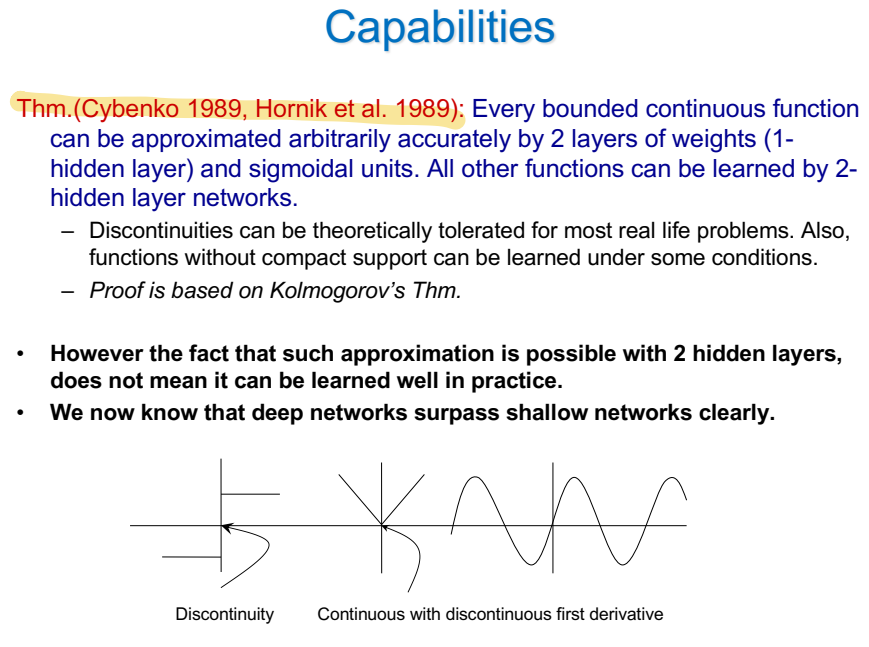 Capabilities
Thm.(Cybenko 1989, Hornik et al. 1989): Every bounded continuous function
can be approximated arbitrarily accurately by 2 layers of weights (1-
hidden layer) and sigmoidal units. All other functions can be learned by 2-
hidden layer networks.
– Discontinuities can be theoretically tolerated for most real life problems. Also,
functions without compact support can be learned under some conditions.
– Proof is based on Kolmogorov's Thm.
• However the fact that such approximation is possible with 2 hidden layers,
does not mean it can be learned well in practice.
• We now know that deep networks surpass shallow networks clearly.
Discontinuity
Continuous with discontinuous first derivative